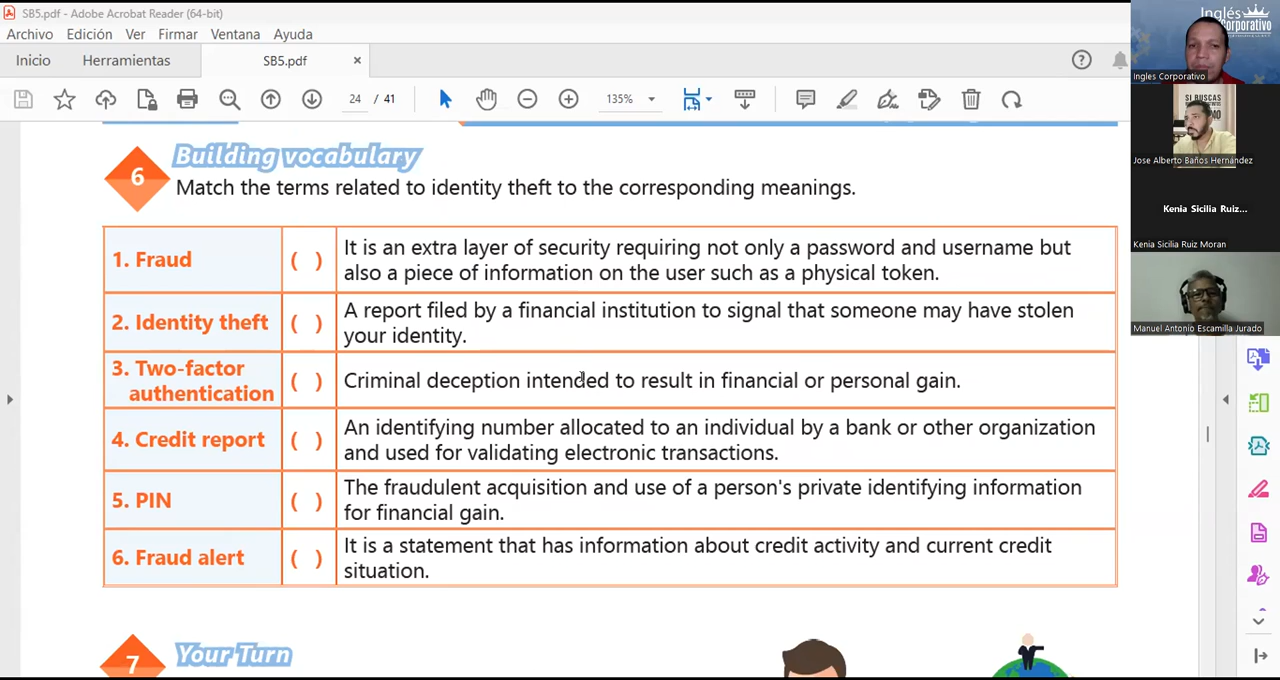 SB5.pdf - Adobe Acrobat Reader (64-bit)
Archivo Edición Ver Firmar Ventana Ayuda
Inicio Herramientas SB5.pdf ×
24 / 41 135%
6 Building vocabulary
Match the terms related to identity theft to the corresponding meanings.
1. Fraud ( ) It is an extra layer of security requiring not only a password and username but
also a piece of information on the user such as a physical token.
2. Identity theft ( ) A report filed by a financial institution to signal that someone may have stolen
your identity.
3. Two-factor
authentication ( ) Criminal deception intended to result in financial or personal gain.
4. Credit report ( ) An identifying number allocated to an individual by a bank or other organization
and used for validating electronic transactions.
5. PIN ( ) The fraudulent acquisition and use of a person's private identifying information
for financial gain.
6. Fraud alert ( ) It is a statement that has information about credit activity and current credit
situation.
7 Your Turn
Inglés
Corporativo
Ingles Corporativo
SI BUSCAS
Jose Alberto Baños Hernández
Kenia Sicilia Ruiz...
Kenia Sicilia Ruiz Moran
Manuel Antonio Escamilla Jurado